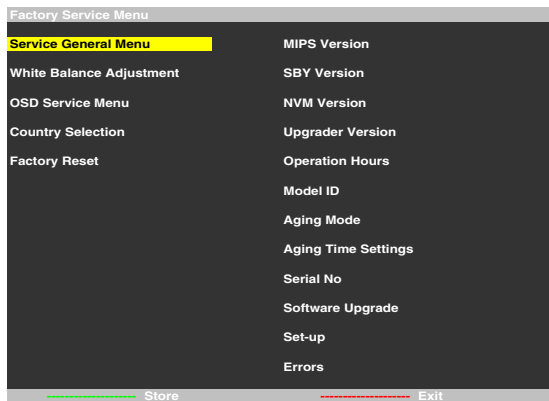 Factory Service Menu
Service General Menu
White Balance Adjustment
OSD Service Menu
Country Selection
Factory Reset
MIPS Version
SBY Version
NVM Version
Upgrader Version
Operation Hours
Model ID
Aging Mode
Aging Time Settings
Serial No
Software Upgrade
Set-up
Errors
-------------------- Store
-------------------- Exit